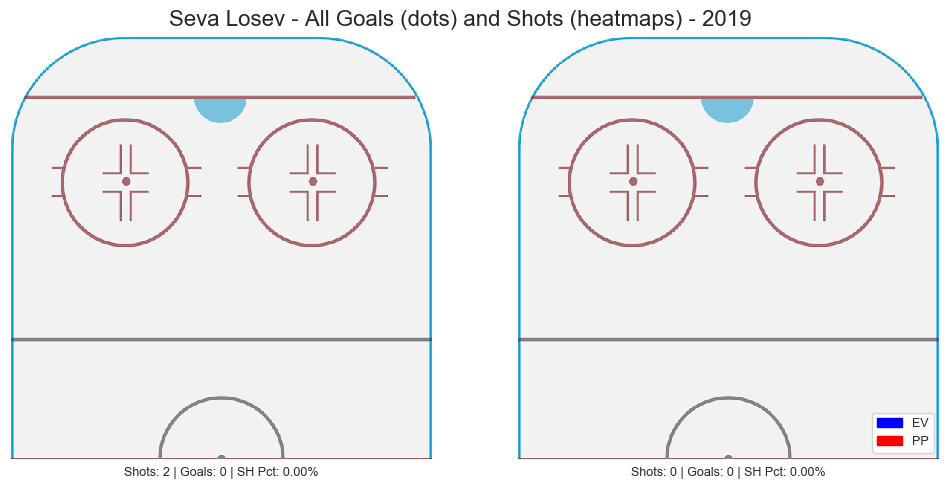 Seva Losev - All Goals (dots) and Shots (heatmaps) - 2019
EV
PP
Shots: 2 | Goals: 0 | SH Pct: 0.00%
Shots: 0 | Goals: 0 | SH Pct: 0.00%